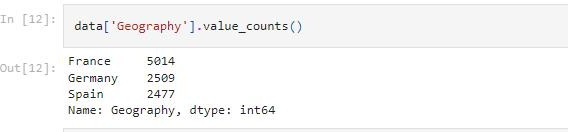 In [12]:
data['Geography'].value_counts()
Out[12]:
France     5014
Germany    2509
Spain      2477
Name: Geography, dtype: int64